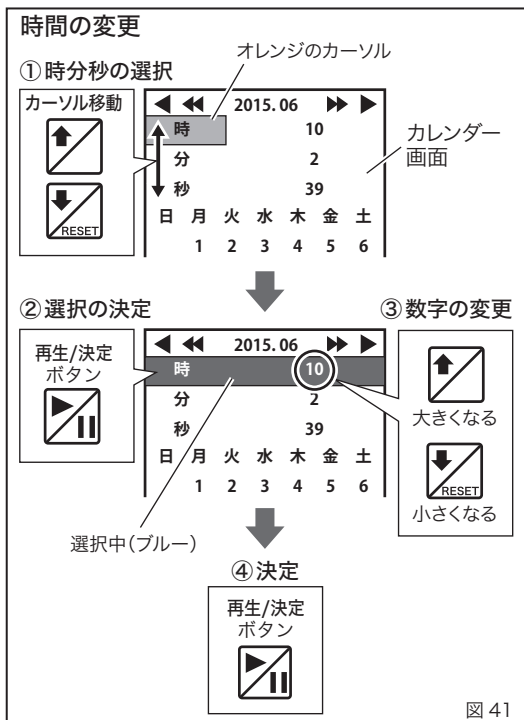 時間の変更
オレンジのカーソル
①時分秒の選択
カーソル移動
RESET
2015.06
時 10
分 2
秒 39
日 月 火 水 木 金 土
1 2 3 4 5 6
カレンダー
画面
②選択の決定
再生/決定
ボタン
2015.06
時 10
分 2
秒 39
日 月 火 水 木 金 土
1 2 3 4 5 6
選択中(ブルー)
③数字の変更
大きくなる
RESET
小さくなる
④決定
再生/決定
ボタン
図 41